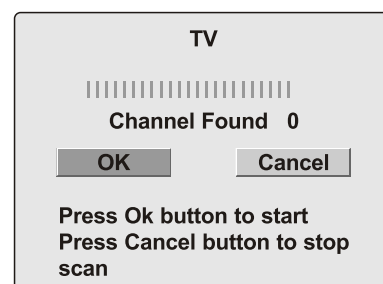 TV
Channel Found 0
OK Cancel
Press Ok button to start
Press Cancel button to stop
scan